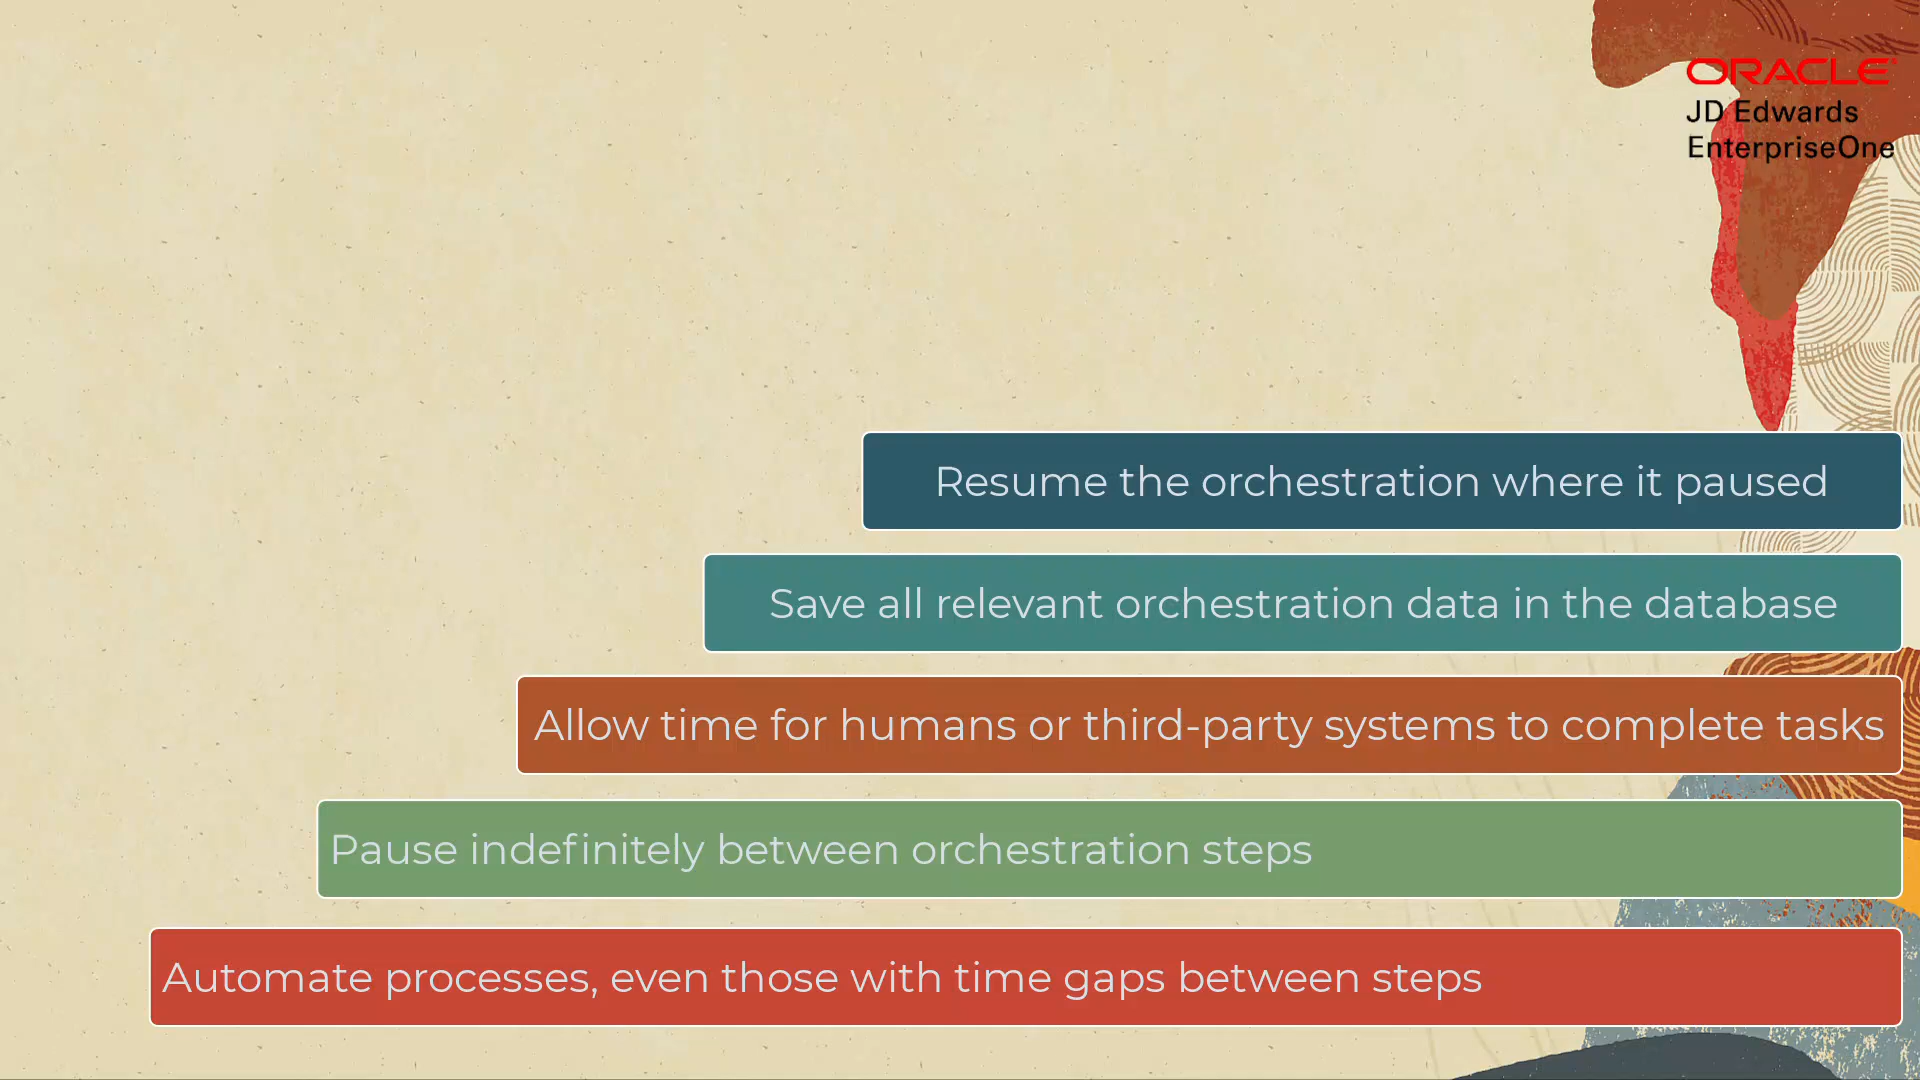 ORACLE
JD Edwards
EnterpriseOne
Resume the orchestration where it paused
Save all relevant orchestration data in the database
Allow time for humans or third-party systems to complete tasks
Pause indefinitely between orchestration steps
Automate processes, even those with time gaps between steps